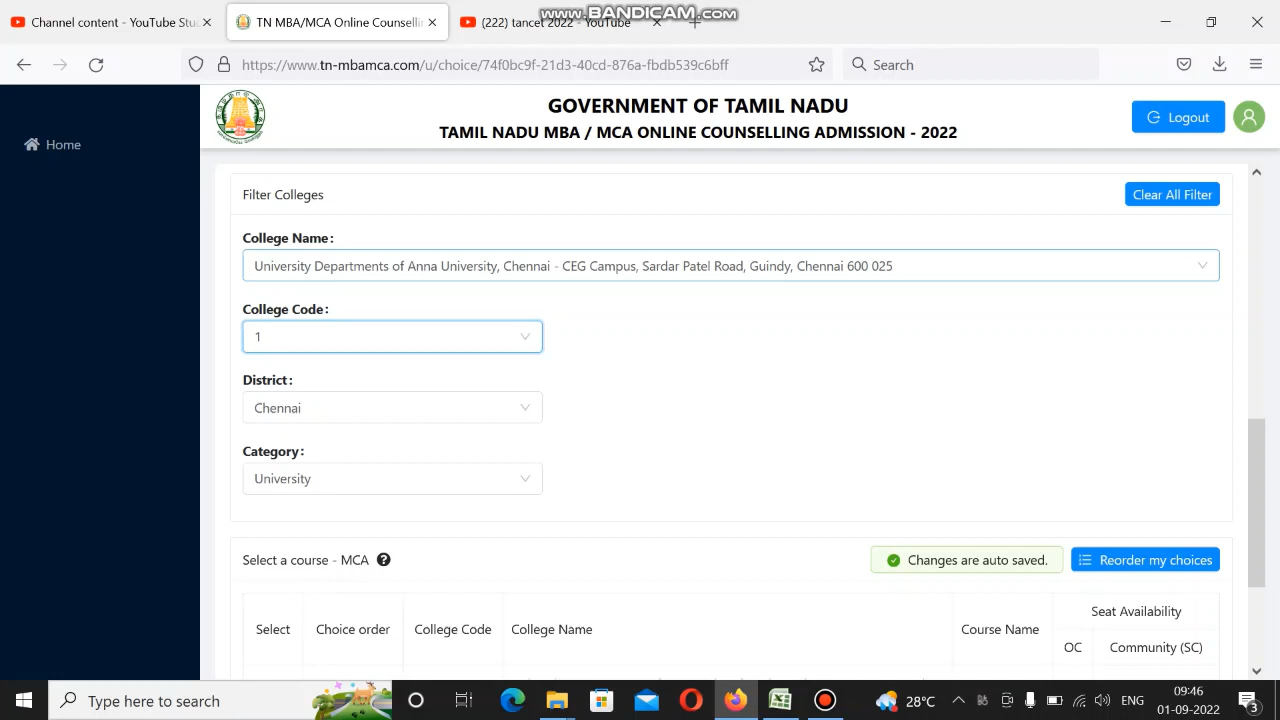 www.BANDICAM.com
Channel content - YouTube Stu
TN MBA/MCA Online Counselli
(222) tancet 2022 - YouTube
https://www.tn-mbamca.com/u/choice/74f0bc9f-21d3-40cd-876a-fbdb539c6bff
Search
GOVERNMENT OF TAMIL NADU
TAMIL NADU MBA / MCA ONLINE COUNSELLING ADMISSION - 2022
Logout
Home
Filter Colleges
Clear All Filter
College Name:
University Departments of Anna University, Chennai - CEG Campus, Sardar Patel Road, Guindy, Chennai 600 025
College Code:
1
District:
Chennai
Category:
University
Select a course - MCA
Changes are auto saved.
Reorder my choices
Select
Choice order
College Code
College Name
Course Name
Seat Availability
OC
Community (SC)
Type here to search
28°C
ENG
09:46
01-09-2022
3